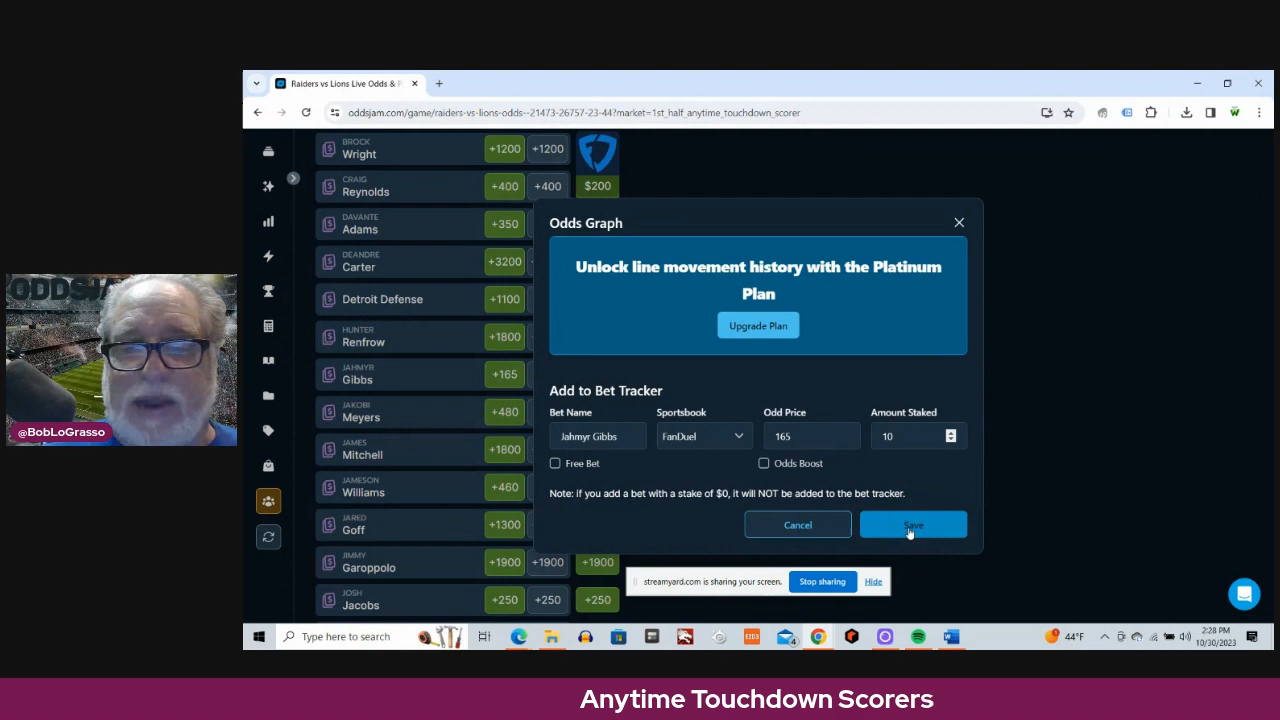 Raiders vs Lions Live Odds & P
oddsjam.com/game/raiders-vs-lions-odds--21473-26757-23-44?market=1st_half_anytime_touchdown_scorer
BROCK
Wright
+1200
+1200
CRAIG
Reynolds
+400
+400
$200
DAVANTE
Adams
+350
DEANDRE
Carter
+3200
Detroit Defense
+1100
HUNTER
Renfrow
+1800
JAHMYR
Gibbs
+165
JAKOBI
Meyers
+480
JAMES
Mitchell
+1800
JAMESON
Williams
+460
JARED
Goff
+1300
JIMMY
Garoppolo
+1900
+1900
+1900
JOSH
Jacobs
+250
+250
+250
Odds Graph
Unlock line movement history with the Platinum
Plan
Upgrade Plan
Add to Bet Tracker
Bet Name
Sportsbook
Odd Price
Amount Staked
Jahmyr Gibbs
FanDuel
165
10
Free Bet
Odds Boost
Note: if you add a bet with a stake of $0, it will NOT be added to the bet tracker.
Cancel
Save
streamyard.com is sharing your screen.
Stop sharing
Hide
ODDSJA
@BobLoGrasso
Type here to search
4
44°F
2:28 PM
10/30/2023
Anytime Touchdown Scorers